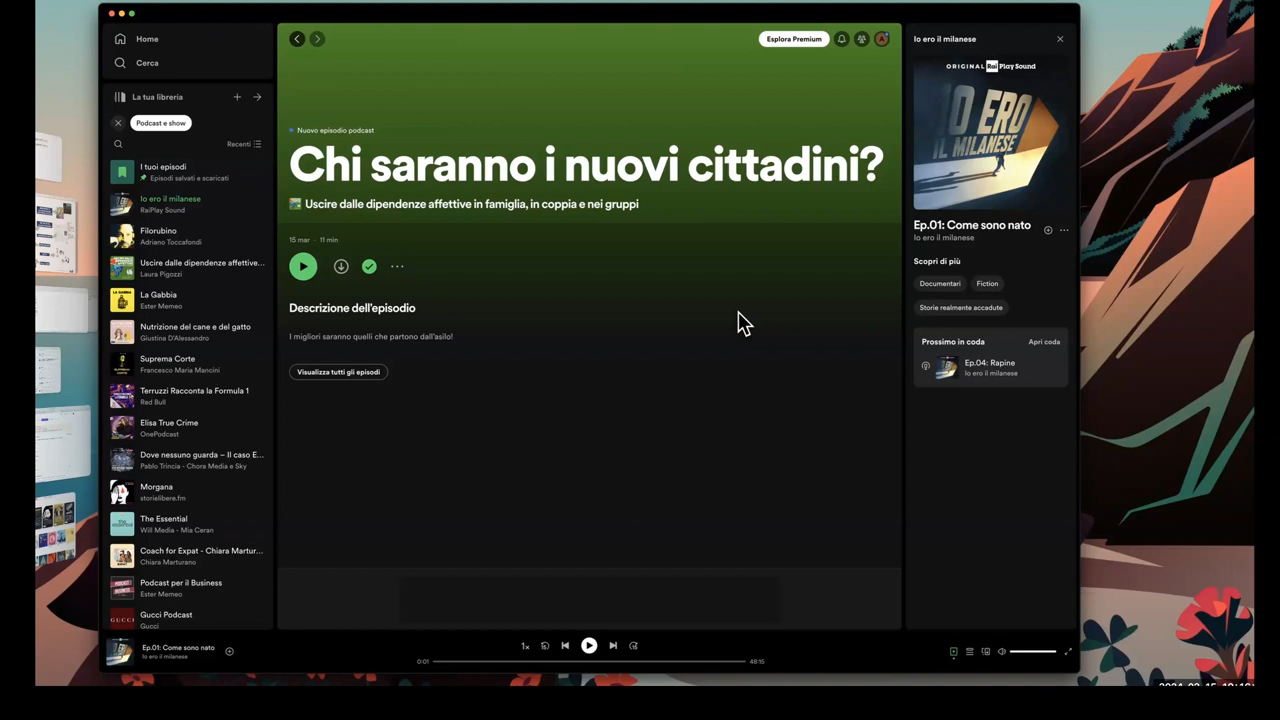 Home
Cerca
La tua libreria
Podcast e show
Recenti
I tuoi episodi
Episodi salvati e scaricati
Io ero il milanese
RaiPlay Sound
Filorubino
Adriano Toccafondi
Uscire dalle dipendenze affettive...
Laura Pigozzi
La Gabbia
Ester Memeo
Nutrizione del cane e del gatto
Giustina D'Alessandro
Suprema Corte
Francesco Maria Mancini
Terruzzi Racconta la Formula 1
Red Bull
Elisa True Crime
OnePodcast
Dove nessuno guarda – Il caso E...
Pablo Trincia - Chora Media e Sky
Morgana
storielibere.fm
The Essential
Will Media - Mia Ceran
Coach for Expat - Chiara Martur...
Chiara Marturano
Podcast per il Business
Ester Memeo
Gucci Podcast
Gucci
GUCCI
Esplora Premium
Nuovo episodio podcast
Chi saranno i nuovi cittadini?
Uscire dalle dipendenze affettive in famiglia, in coppia e nei gruppi
15 mar · 11 min
Descrizione dell'episodio
I migliori saranno quelli che partono dall'asilo!
Visualizza tutti gli episodi
Io ero il milanese
ORIGINAL Rai Play Sound
IO ERO
IL MILANESE
Ep.01: Come sono nato
Io ero il milanese
Scopri di più
Documentari
Fiction
Storie realmente accadute
Prossimo in coda
Apri coda
Ep.04: Rapine
Io ero il milanese
Ep.01: Come sono nato
Io ero il milanese
1x
0:01
48:15